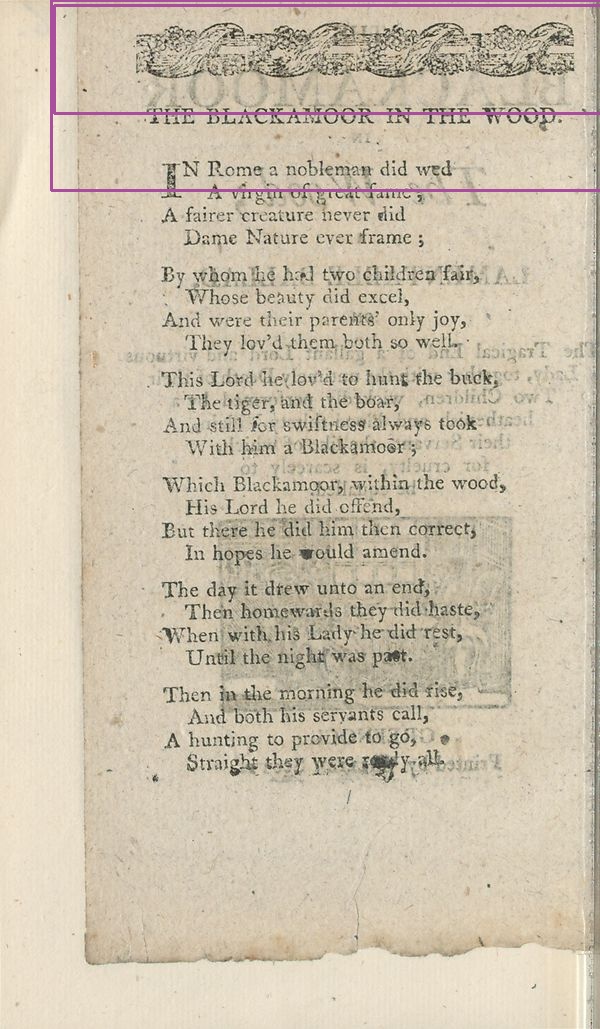 THE BLACKAMOOR IN THE WOOD.
IN Rome a nobleman did wed
A virgin of great fame;
A fairer creature never did
Dame Nature ever frame;
By whom he had two children fair,
Whose beauty did excel,
And were their parents' only joy,
They lov'd them both so well.
This Lord he lov'd to hunt the buck,
The tiger, and the boar,
And still for swiftness always took
With him a Blackamoor;
Which Blackamoor, within the wood,
His Lord he did offend,
But there he did him then correct,
In hopes he would amend.
The day it drew unto an end,
Then homewards they did haste,
When with his Lady he did rest,
Until the night was past.
Then in the morning he did rise,
And both his servants call,
A hunting to provide to go,
Straight they were ready all.